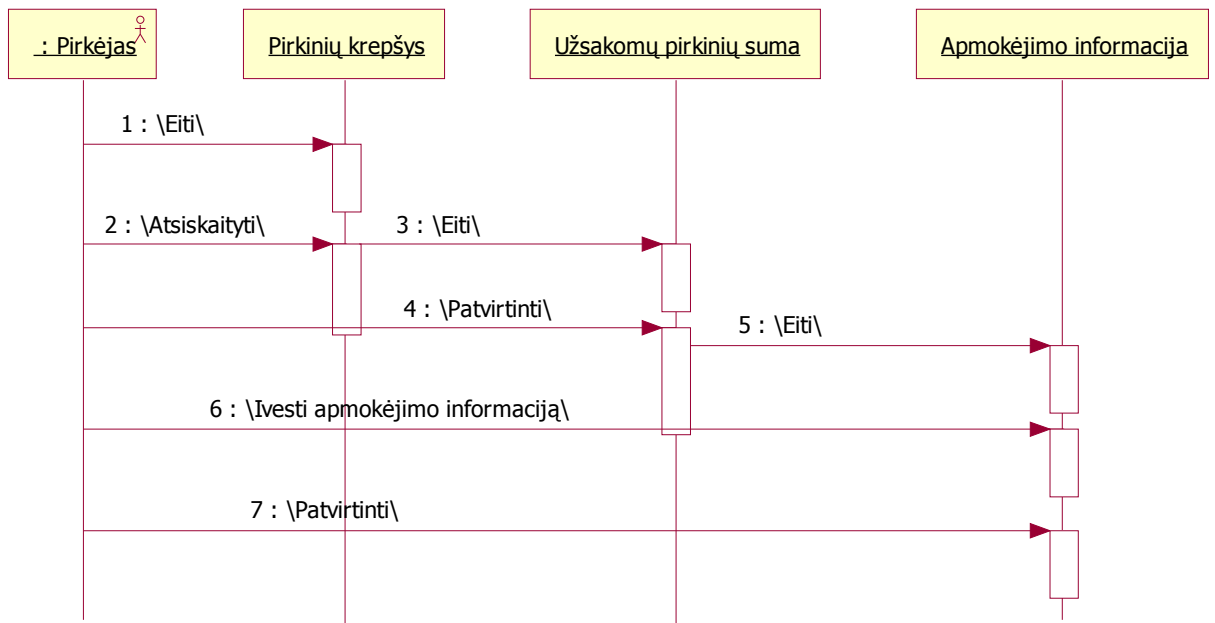 : Pirkėjas
Pirkinių krepšys
Užsakomų pirkinių suma
Apmokėjimo informacija
1 : \Eiti\
2 : \Atsiskaityti\
3 : \Eiti\
4 : \Patvirtinti\
5 : \Eiti\
6 : \Ivesti apmokėjimo informaciją\
7 : \Patvirtinti\